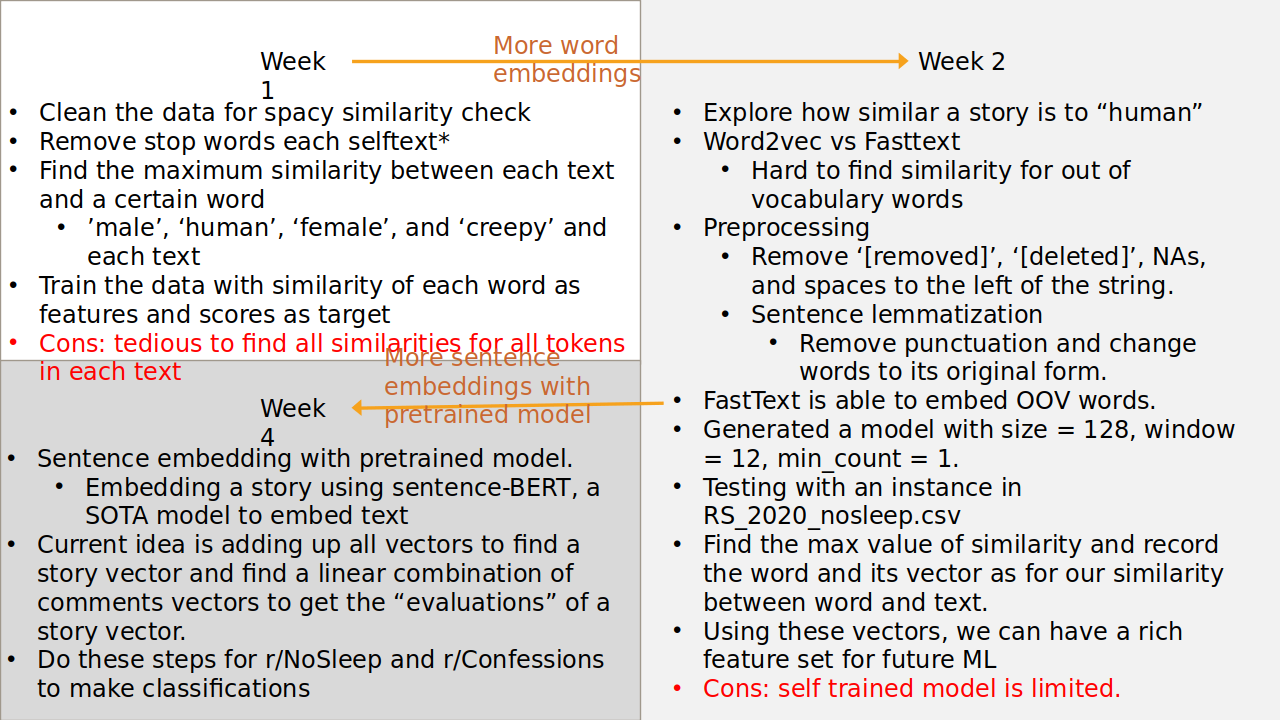 Week
1
More word
embeddings
• Clean the data for spacy similarity check
• Remove stop words each selftext*
• Find the maximum similarity between each text
and a certain word
• ’male’, ‘human’, ‘female’, and ‘creepy’ and
each text
• Train the data with similarity of each word as
features and scores as target
• Cons: tedious to find all similarities for all tokens
in each text
Week 2
• Explore how similar a story is to “human”
• Word2vec vs Fasttext
• Hard to find similarity for out of
vocabulary words
• Preprocessing
• Remove ‘[removed]’, ‘[deleted]’, NAs,
and spaces to the left of the string.
• Sentence lemmatization
• Remove punctuation and change
words to its original form.
• FastText is able to embed OOV words.
• Generated a model with size = 128, window
= 12, min_count = 1.
• Testing with an instance in
RS_2020_nosleep.csv
• Find the max value of similarity and record
the word and its vector as for our similarity
between word and text.
• Using these vectors, we can have a rich
feature set for future ML
• Cons: self trained model is limited.
More sentence
embeddings with
pretrained model
Week
4
• Sentence embedding with pretrained model.
• Embedding a story using sentence-BERT, a
SOTA model to embed text
• Current idea is adding up all vectors to find a
story vector and find a linear combination of
comments vectors to get the “evaluations” of a
story vector.
• Do these steps for r/NoSleep and r/Confessions
to make classifications